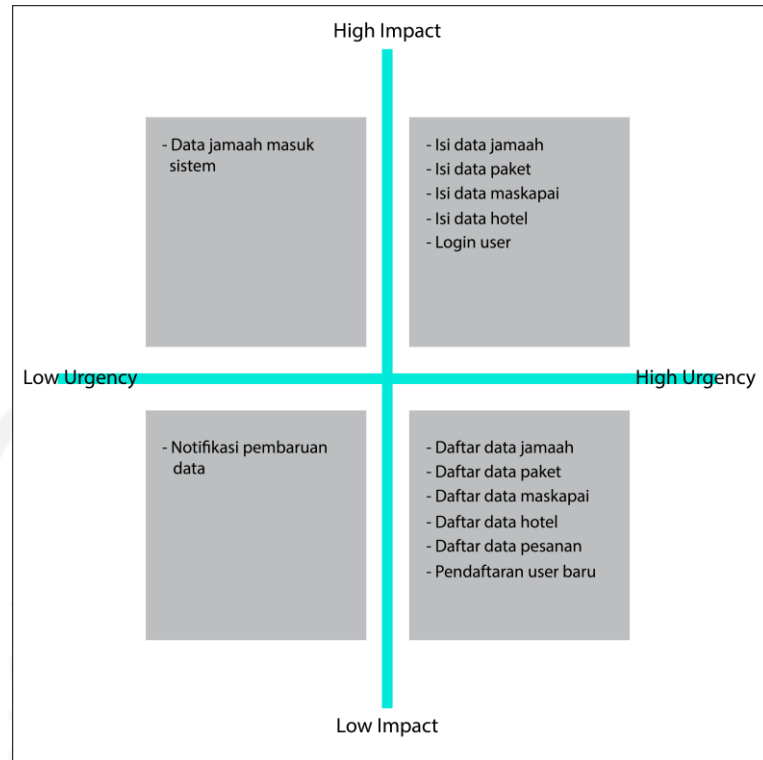 High Impact
- Data jamaah masuk
sistem
- Isi data jamaah
- Isi data paket
- Isi data maskapai
- Isi data hotel
- Login user
Low Urgency
High Urgency
- Notifikasi pembaruan
data
- Daftar data jamaah
- Daftar data paket
- Daftar data maskapai
- Daftar data hotel
- Daftar data pesanan
- Pendaftaran user baru
Low Impact